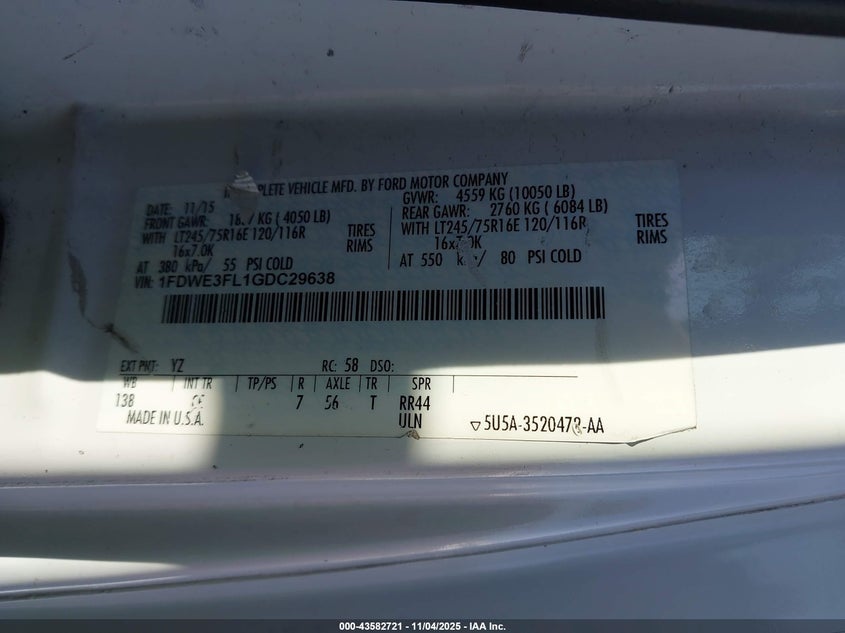 PLETE VEHICLE MFD. BY FORD MOTOR COMPANY
DATE: 11/15 GVWR: 4559 KG (10050 LB)
FRONT GAWR: KG (4050 LB) REAR GAWR: 2760 KG (6084 LB)
WITH LT245/75R16E 120/116R TIRES WITH LT245/75R16E 120/116R TIRES
16x7.0K RIMS 16x7.0K RIMS
AT 380 kPa/ 55 PSI COLD AT 550 kPa/ 80 PSI COLD
VIN: 1FDWE3FL1GDC29638
EXT PNT: YZ RC: 58 DSO:
WB INT TR TP/PS R AXLE TR SPR
138 7 56 T RR44
MADE IN U.S.A. ULN ▽5U5A-3520472-AA
000-43582721 - 11/04/2025 - IAA Inc.